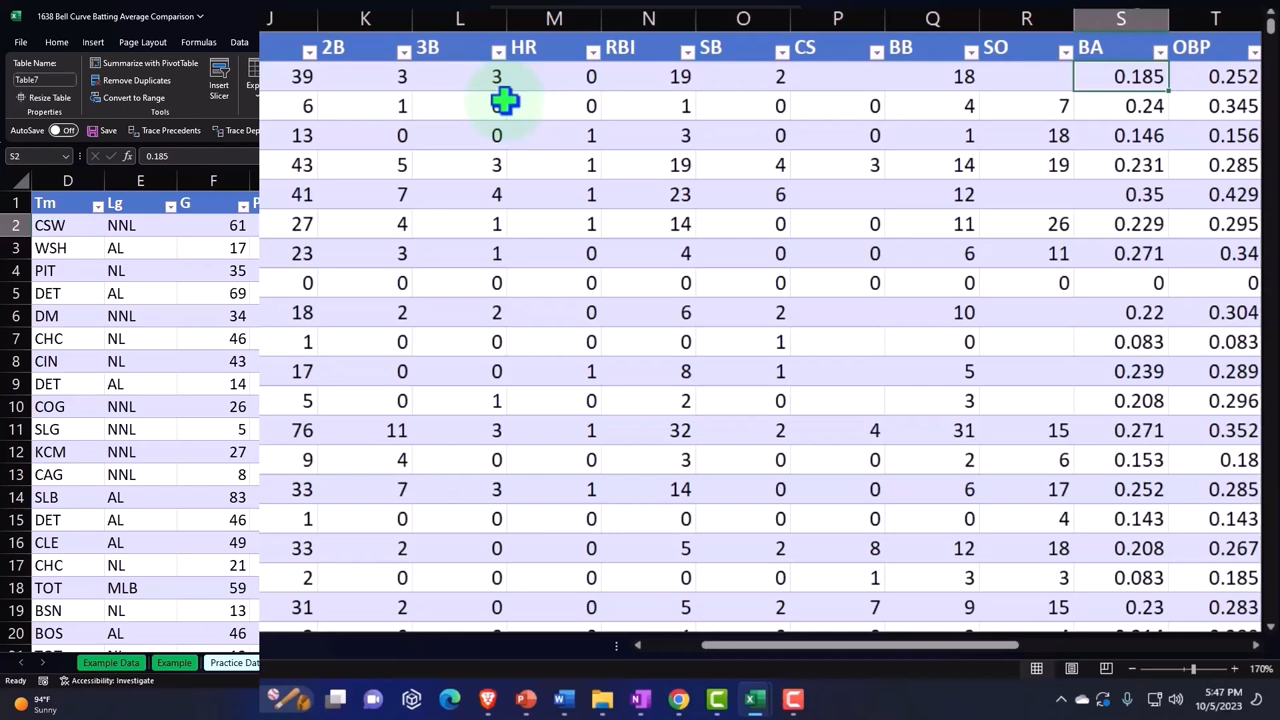 1638 Bell Curve Batting Average Comparison
File Home Insert Page Layout Formulas Data
Table Name:
Table7
Resize Table
Properties
Summarize with PivotTable
Remove Duplicates
Convert to Range
Tools
Insert
Slicer
AutoSave Off Save Trace Precedents Trace Dep
S2 fx 0.185
D E F
1 Tm Lg G P
2 CSW NNL 61
3 WSH AL 17
4 PIT NL 35
5 DET AL 69
6 DM NNL 34
7 CHC NL 46
8 CIN NL 43
9 DET AL 14
10 COG NNL 26
11 SLG NNL 5
12 KCM NNL 27
13 CAG NNL 8
14 SLB AL 83
15 DET AL 46
16 CLE AL 49
17 CHC NL 21
18 TOT MLB 59
19 BSN NL 13
20 BOS AL 46
J K L M N O P Q R S T
2B 3B HR RBI SB CS BB SO BA OBP
39 3 3 0 19 2 18 0.185 0.252
6 1 0 1 0 0 4 7 0.24 0.345
13 0 0 1 3 0 0 1 18 0.146 0.156
43 5 3 1 19 4 3 14 19 0.231 0.285
41 7 4 1 23 6 12 0.35 0.429
27 4 1 1 14 0 0 11 26 0.229 0.295
23 3 1 0 4 0 0 6 11 0.271 0.34
0 0 0 0 0 0 0 0 0 0 0
18 2 2 0 6 2 10 0.22 0.304
1 0 0 0 0 1 0 0.083 0.083
17 0 0 1 8 1 5 0.239 0.289
5 0 1 0 2 0 3 0.208 0.296
76 11 3 1 32 2 4 31 15 0.271 0.352
9 4 0 0 3 0 0 2 6 0.153 0.18
33 7 3 1 14 0 0 6 17 0.252 0.285
1 0 0 0 0 0 0 0 4 0.143 0.143
33 2 0 0 5 2 8 12 18 0.208 0.267
2 0 0 0 0 0 1 3 3 0.083 0.185
31 2 0 0 5 2 7 9 15 0.23 0.283
Example Data Example Practice Dat
Ready Accessibility: Investigate
170%
94°F
Sunny
5:47 PM
10/5/2023